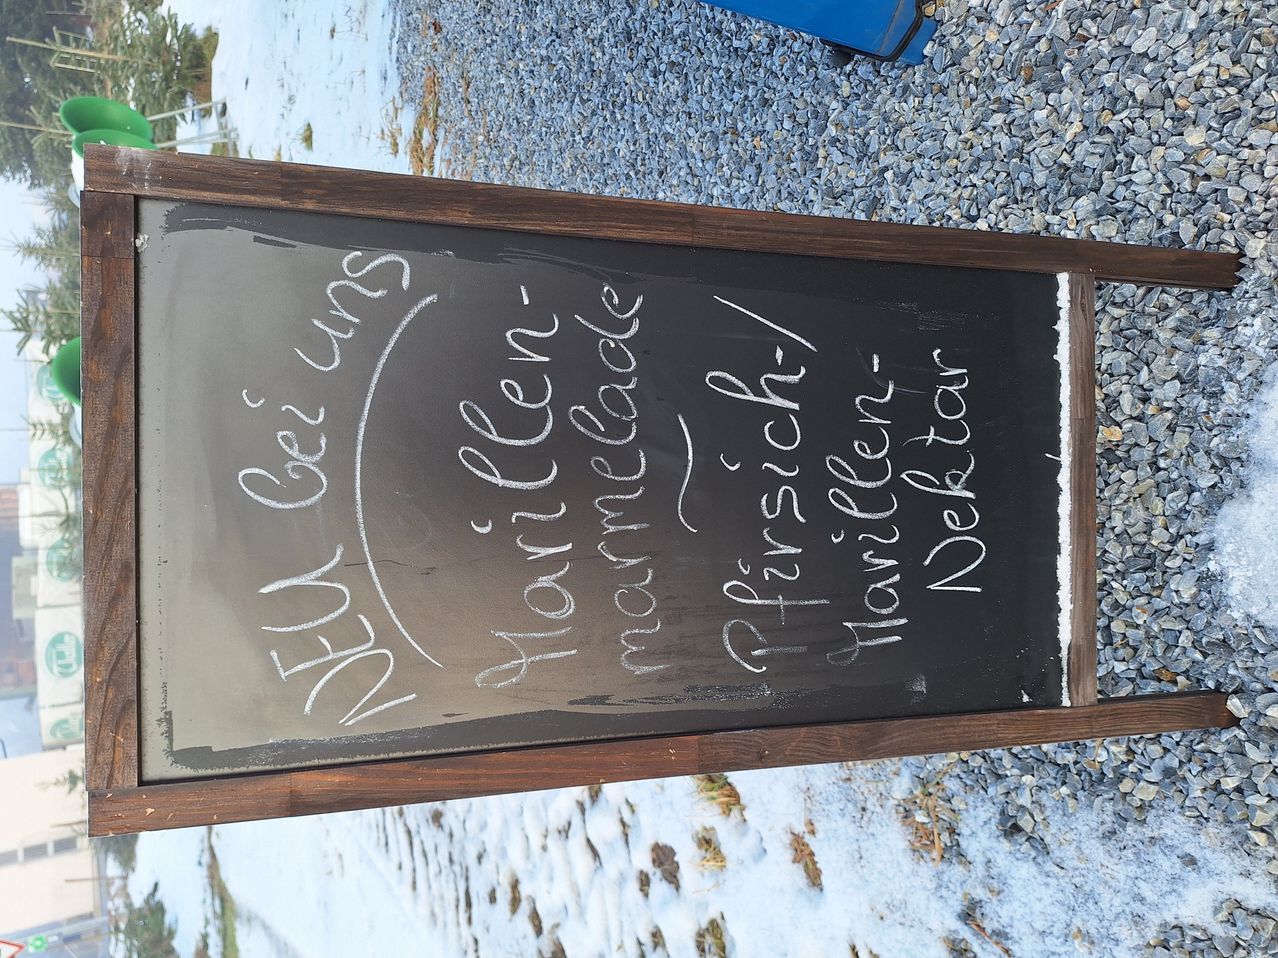 NEU bei uns
Marillen-
marmelade
~
Pfirsich-/
Marillen-
Nektar